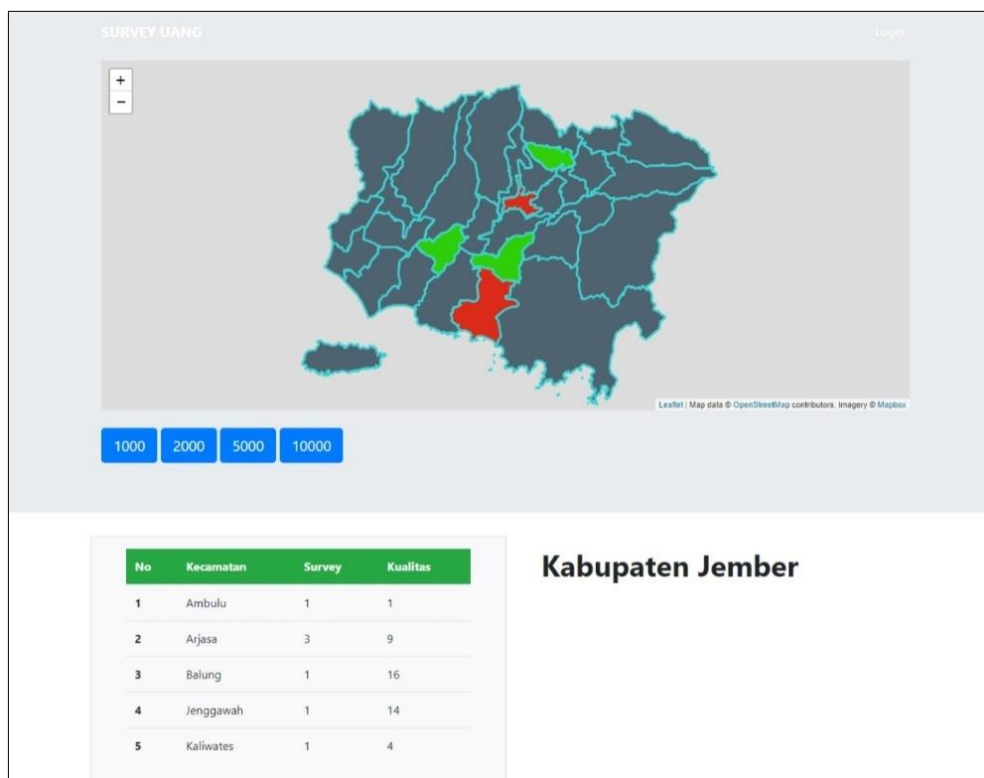 SURVEY UANG Login
+
−
Leaflet | Map data © OpenStreetMap contributors, Imagery © Mapbox
1000 2000 5000 10000
Kabupaten Jember
No Kecamatan Survey Kualitas
1 Ambulu 1 1
2 Arjasa 3 9
3 Balung 1 16
4 Jenggawah 1 14
5 Kaliwates 1 4